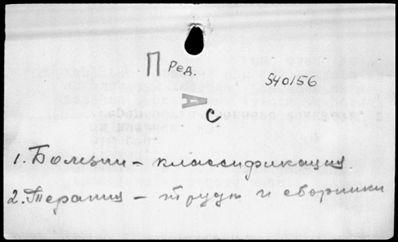 П Ред.
540156
А
с
1. Болезни – классификация.
2. Терапия – труды и сборники